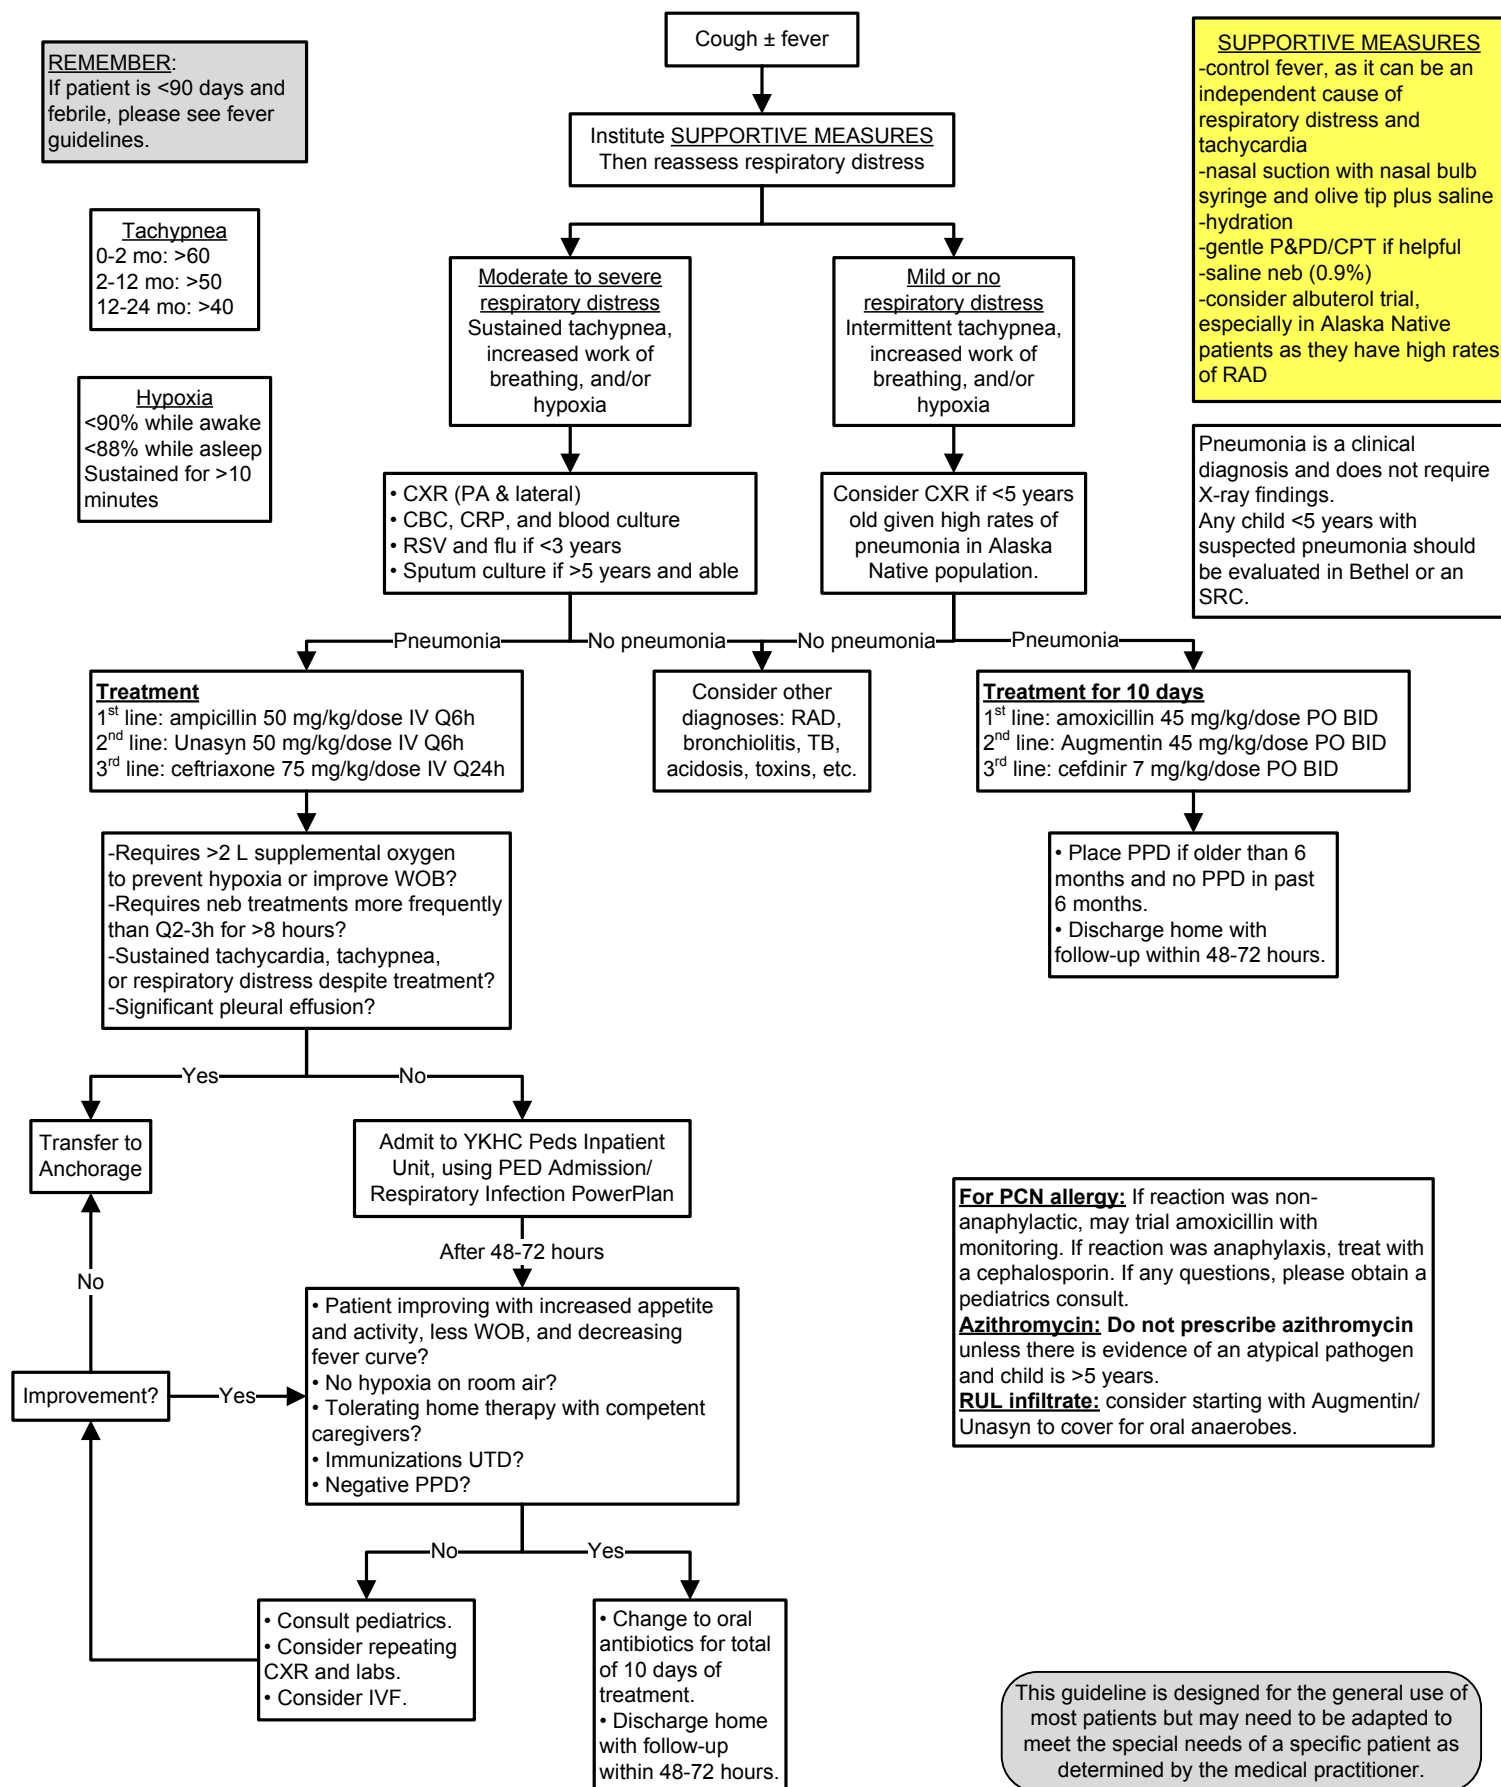 Cough ± fever
REMEMBER:
If patient is <90 days and
febrile, please see fever
guidelines.
SUPPORTIVE MEASURES
-control fever, as it can be an
independent cause of
respiratory distress and
tachycardia
-nasal suction with nasal bulb
syringe and olive tip plus saline
-hydration
-gentle P&PD/CPT if helpful
-saline neb (0.9%)
-consider albuterol trial,
especially in Alaska Native
patients as they have high rates
of RAD
Institute SUPPORTIVE MEASURES
Then reassess respiratory distress
Tachypnea
0-2 mo: >60
2-12 mo: >50
12-24 mo: >40
Moderate to severe
respiratory distress
Sustained tachypnea,
increased work of
breathing, and/or
hypoxia
Mild or no
respiratory distress
Intermittent tachypnea,
increased work of
breathing, and/or
hypoxia
Hypoxia
<90% while awake
<88% while asleep
Sustained for >10
minutes
Pneumonia is a clinical
diagnosis and does not require
X-ray findings.
Any child <5 years with
suspected pneumonia should
be evaluated in Bethel or an
SRC.
• CXR (PA & lateral)
• CBC, CRP, and blood culture
• RSV and flu if <3 years
• Sputum culture if >5 years and able
Consider CXR if <5 years
old given high rates of
pneumonia in Alaska
Native population.
Pneumonia
No pneumonia
No pneumonia
Pneumonia
Treatment
1st line: ampicillin 50 mg/kg/dose IV Q6h
2nd line: Unasyn 50 mg/kg/dose IV Q6h
3rd line: ceftriaxone 75 mg/kg/dose IV Q24h
Consider other
diagnoses: RAD,
bronchiolitis, TB,
acidosis, toxins, etc.
Treatment for 10 days
1st line: amoxicillin 45 mg/kg/dose PO BID
2nd line: Augmentin 45 mg/kg/dose PO BID
3rd line: cefdinir 7 mg/kg/dose PO BID
-Requires >2 L supplemental oxygen
to prevent hypoxia or improve WOB?
-Requires neb treatments more frequently
than Q2-3h for >8 hours?
-Sustained tachycardia, tachypnea,
or respiratory distress despite treatment?
-Significant pleural effusion?
• Place PPD if older than 6
months and no PPD in past
6 months.
• Discharge home with
follow-up within 48-72 hours.
Yes
No
Transfer to
Anchorage
Admit to YKHC Peds Inpatient
Unit, using PED Admission/
Respiratory Infection PowerPlan
After 48-72 hours
For PCN allergy: If reaction was non-
anaphylactic, may trial amoxicillin with
monitoring. If reaction was anaphylaxis, treat with
a cephalosporin. If any questions, please obtain a
pediatrics consult.
Azithromycin: Do not prescribe azithromycin
unless there is evidence of an atypical pathogen
and child is >5 years.
RUL infiltrate: consider starting with Augmentin/
Unasyn to cover for oral anaerobes.
No
Improvement?
Yes
• Patient improving with increased appetite
and activity, less WOB, and decreasing
fever curve?
• No hypoxia on room air?
• Tolerating home therapy with competent
caregivers?
• Immunizations UTD?
• Negative PPD?
No
Yes
• Consult pediatrics.
• Consider repeating
CXR and labs.
• Consider IVF.
• Change to oral
antibiotics for total
of 10 days of
treatment.
• Discharge home
with follow-up
within 48-72 hours.
This guideline is designed for the general use of
most patients but may need to be adapted to
meet the special needs of a specific patient as
determined by the medical practitioner.